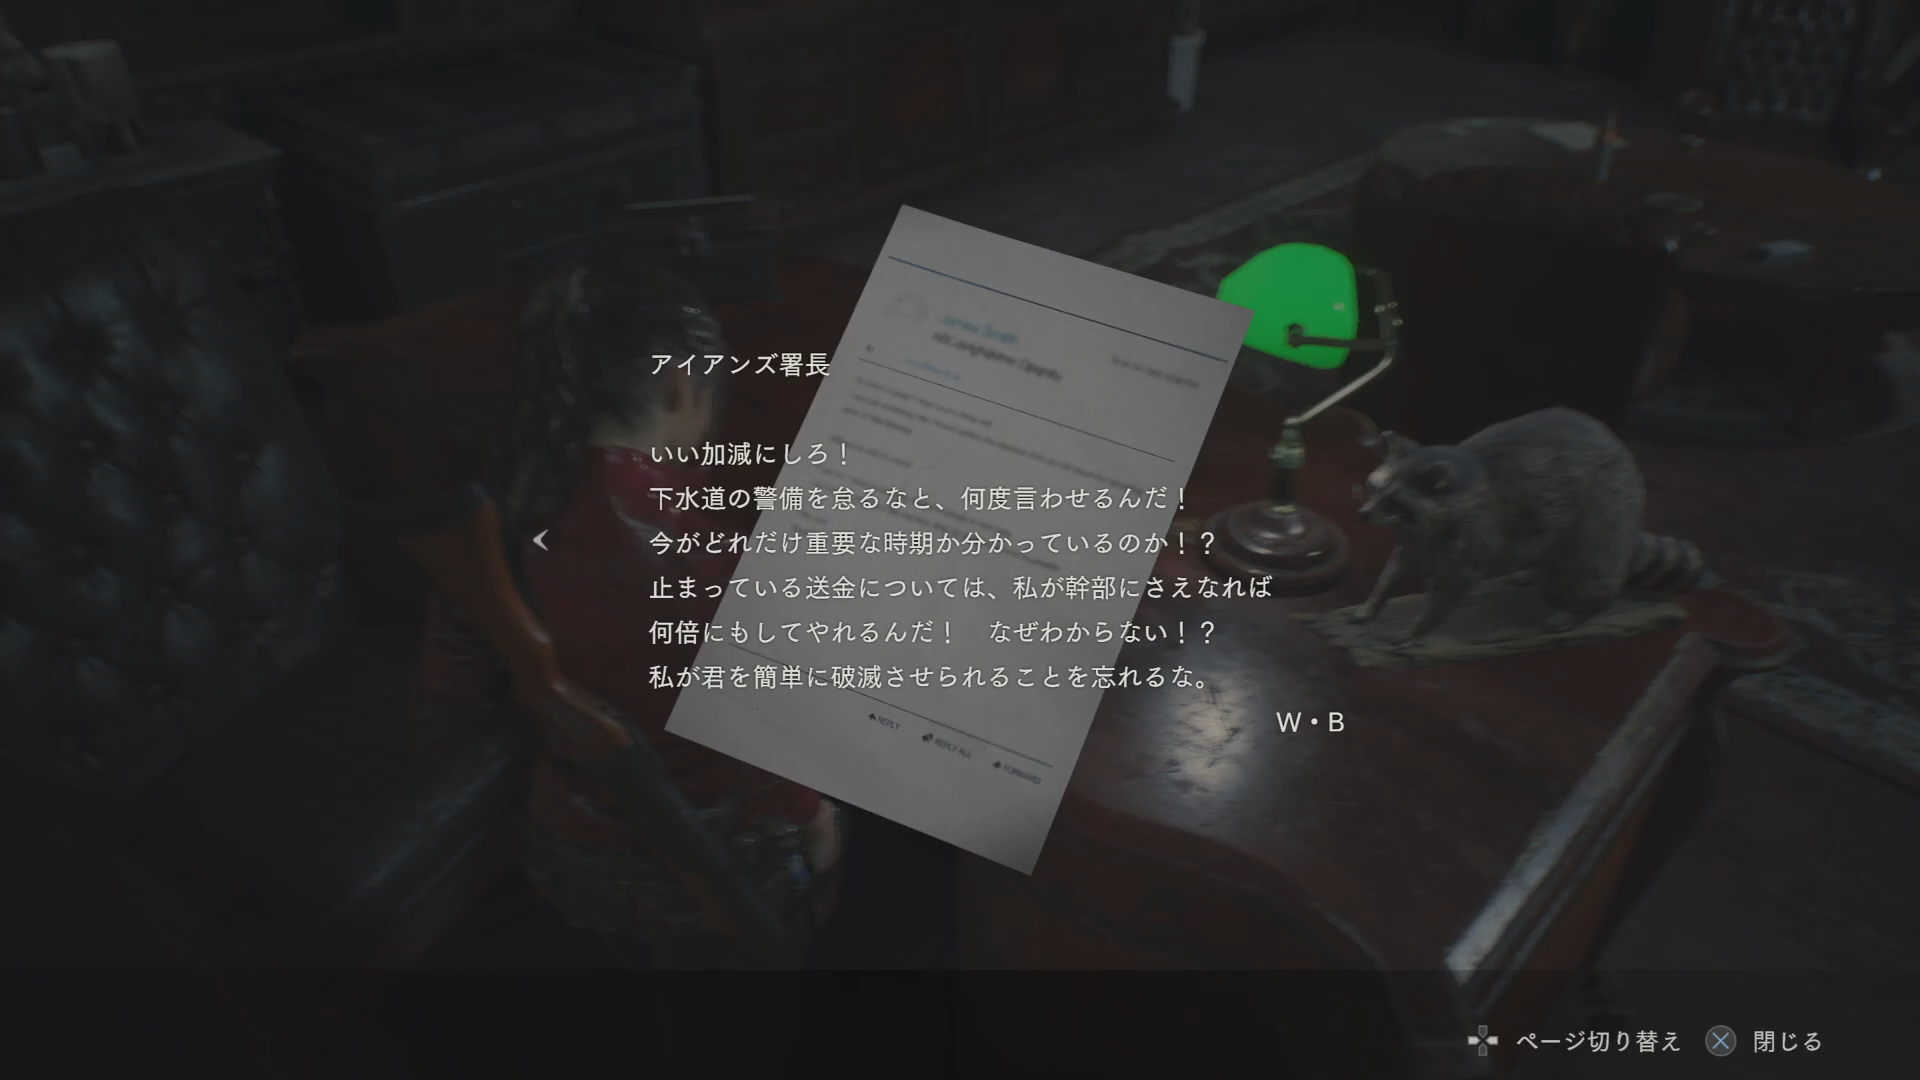 アイアンズ署長
いい加減にしろ！
下水道の警備を怠るなと、何度言わせるんだ！
今がどれだけ重要な時期か分かっているのか！？
止まっている送金については、私が幹部にさえなれば
何倍にもしてやれるんだ！　なぜわからない！？
私が君を簡単に破滅させられることを忘れるな。
W・B
James Smith
REPLY
REPLY ALL
FORWARD
ページ切り替え
閉じる